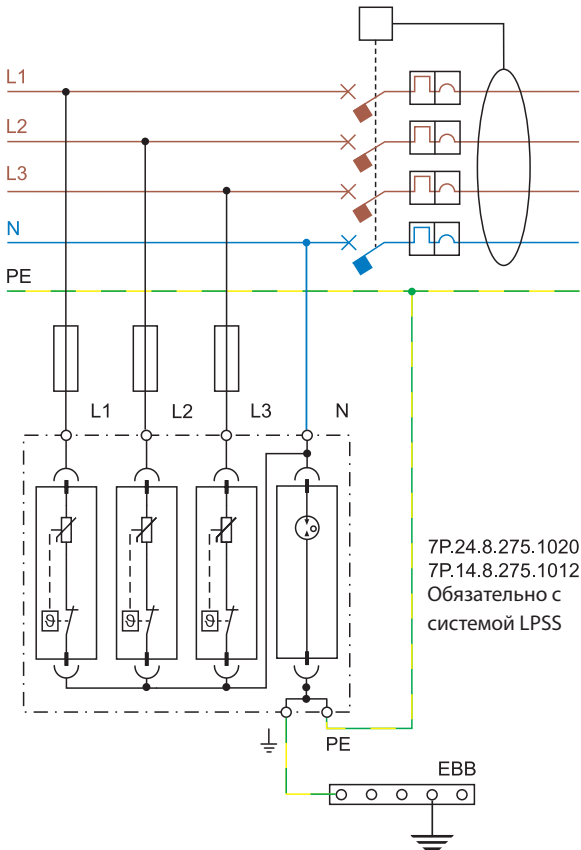 L1
L2
L3
N
PE
L1
L2
L3
N
ϑ
ϑ
ϑ
7P.24.8.275.1020
7P.14.8.275.1012
Обязательно с
системой LPSS
PE
EBB